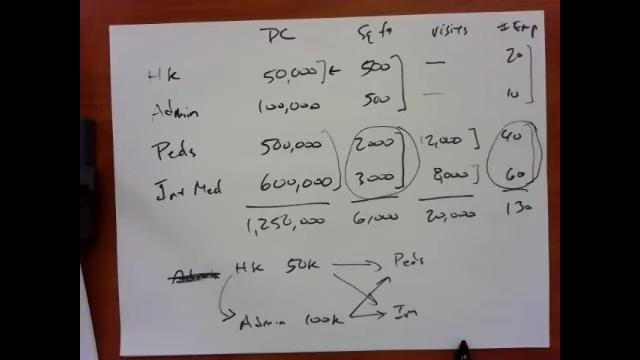 DC Sq ft Visits # Emp
HK 50,000 ← 500 — 20
Admin 100,000 500 — 10
Peds 500,000 2000 12,000 40
Int Med 600,000 3000 8,000 60
1,250,000 6,000 20,000 130
Admin HK 50K → Peds
Admin 100K → Im